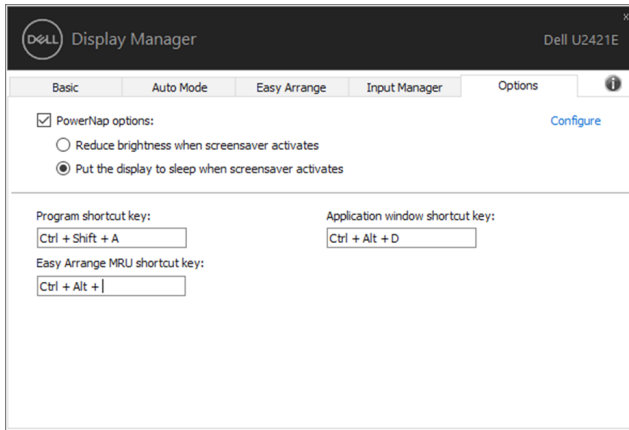 DELL Display Manager
Dell U2421E
Basic Auto Mode Easy Arrange Input Manager Options
PowerNap options:
Configure
Reduce brightness when screensaver activates
Put the display to sleep when screensaver activates
Program shortcut key:
Application window shortcut key:
Ctrl + Shift + A
Ctrl + Alt + D
Easy Arrange MRU shortcut key:
Ctrl + Alt +